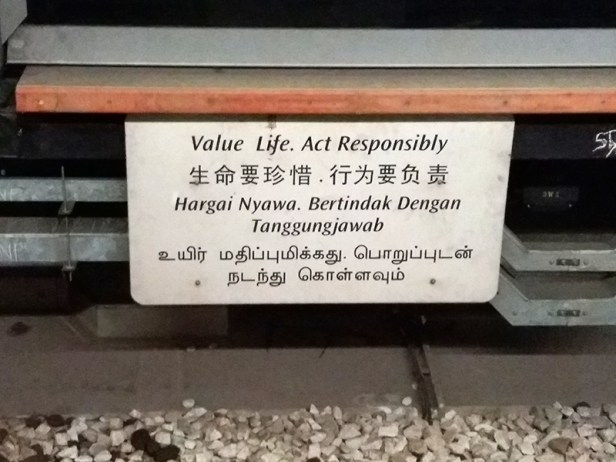 Value Life. Act Responsibly
生命要珍惜．行为要负责
Hargai Nyawa. Bertindak Dengan
Tanggungjawab
உயிர் மதிப்புமிக்கது. பொறுப்புடன்
நடந்து கொள்ளவும்